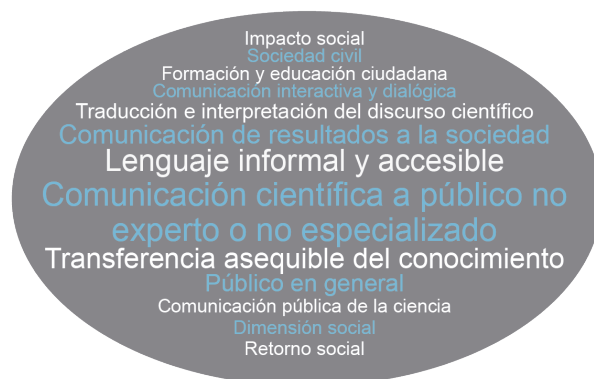 Impacto social
Sociedad civil
Formación y educación ciudadana
Comunicación interactiva y dialógica
Traducción e interpretación del discurso científico
Comunicación de resultados a la sociedad
Lenguaje informal y accesible
Comunicación científica a público no
experto o no especializado
Transferencia asequible del conocimiento
Público en general
Comunicación pública de la ciencia
Dimensión social
Retorno social